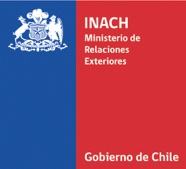 INACH
Ministerio de
Relaciones
Exteriores
Gobierno de Chile